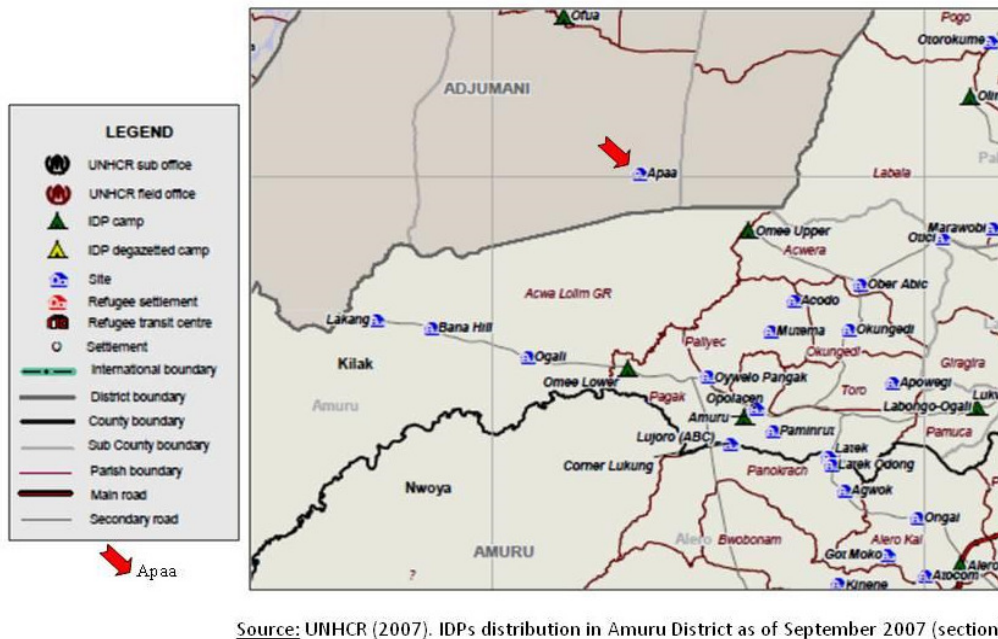 LEGEND
UNHCR sub office
UNHCR field office
IDP camp
IDP degazetted camp
Site
Refugee settlement
Refugee transit centre
Settlement
International boundary
District boundary
County boundary
Sub County boundary
Parish boundary
Main road
Secondary road
Apaa
Ofua
Pogo
Otorokume
ADJUMANI
Apaa
Labala
Omee Upper
Marawobi
Acwera
Ober Abic
Acwa Lolim GR
Acodo
Lakang
Bana Hill
Mutema
Okungedi
Pallyec
Okungedi
Ogali
Kilak
Giragira
Omee Lower
Oywelo Pangak
Apowegi
Toro
Pagak
Opolacen
Labongo-Ogali
Amuru
Amuru
Paminrut
Pamuca
Lujoro (ABC)
Latek
Corner Lukung
Latek Odong
Panokrach
Nwoya
Agwok
Ongai
Alero
Bwobonam
Alero Kal
AMURU
Got Moko
Alero
?
Kinene
Atocom
Source: UNHCR (2007). IDPs distribution in Amuru District as of September 2007 (section